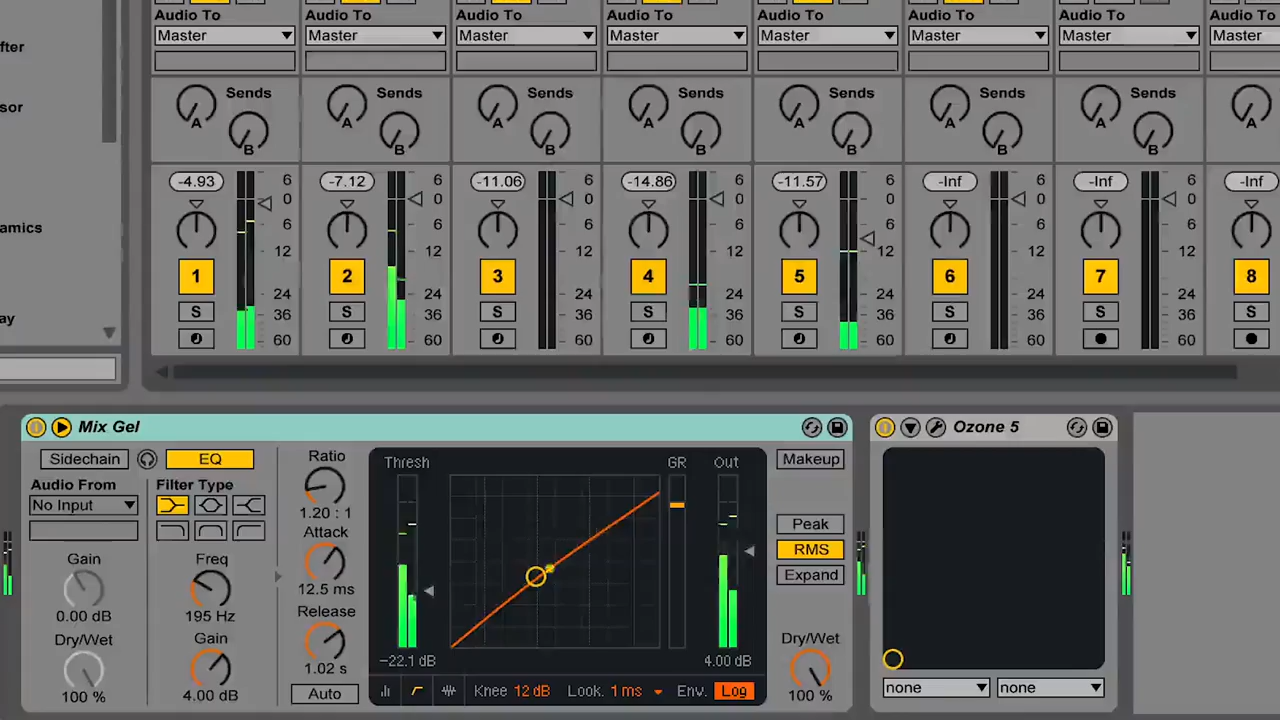 Audio To Audio To Audio To Audio To Audio To Audio To Audio To Audio To
fter
Master Master Master Master Master Master Master Master
Sends Sends Sends Sends Sends Sends Sends
sor
A A A A A A A A
B B B B B B B
-4.93 6 -7.12 6 -11.06 6 -14.86 6 -11.57 6 -Inf 6 -Inf 6 -Inf
0 0 0 0 0 0 0
amics
6 6 6 6 6 6 6
12 12 12 12 12 12 12
1 2 3 4 5 6 7 8
24 24 24 24 24 24 24
S S S S S S S S
36 36 36 36 36 36 36
ay
60 60 60 60 60 60 60
Mix Gel
Sidechain EQ
Audio From Filter Type
No Input
Gain Freq
0.00 dB 195 Hz
Dry/Wet Gain
100 % 4.00 dB
Ratio
1.20 : 1
Attack
12.5 ms
Release
1.02 s
Auto
Thresh GR Out
-22.1 dB 4.00 dB
Knee 12 dB Look. 1 ms Env. Log
Makeup
Peak
RMS
Expand
Dry/Wet
100 %
Ozone 5
none none